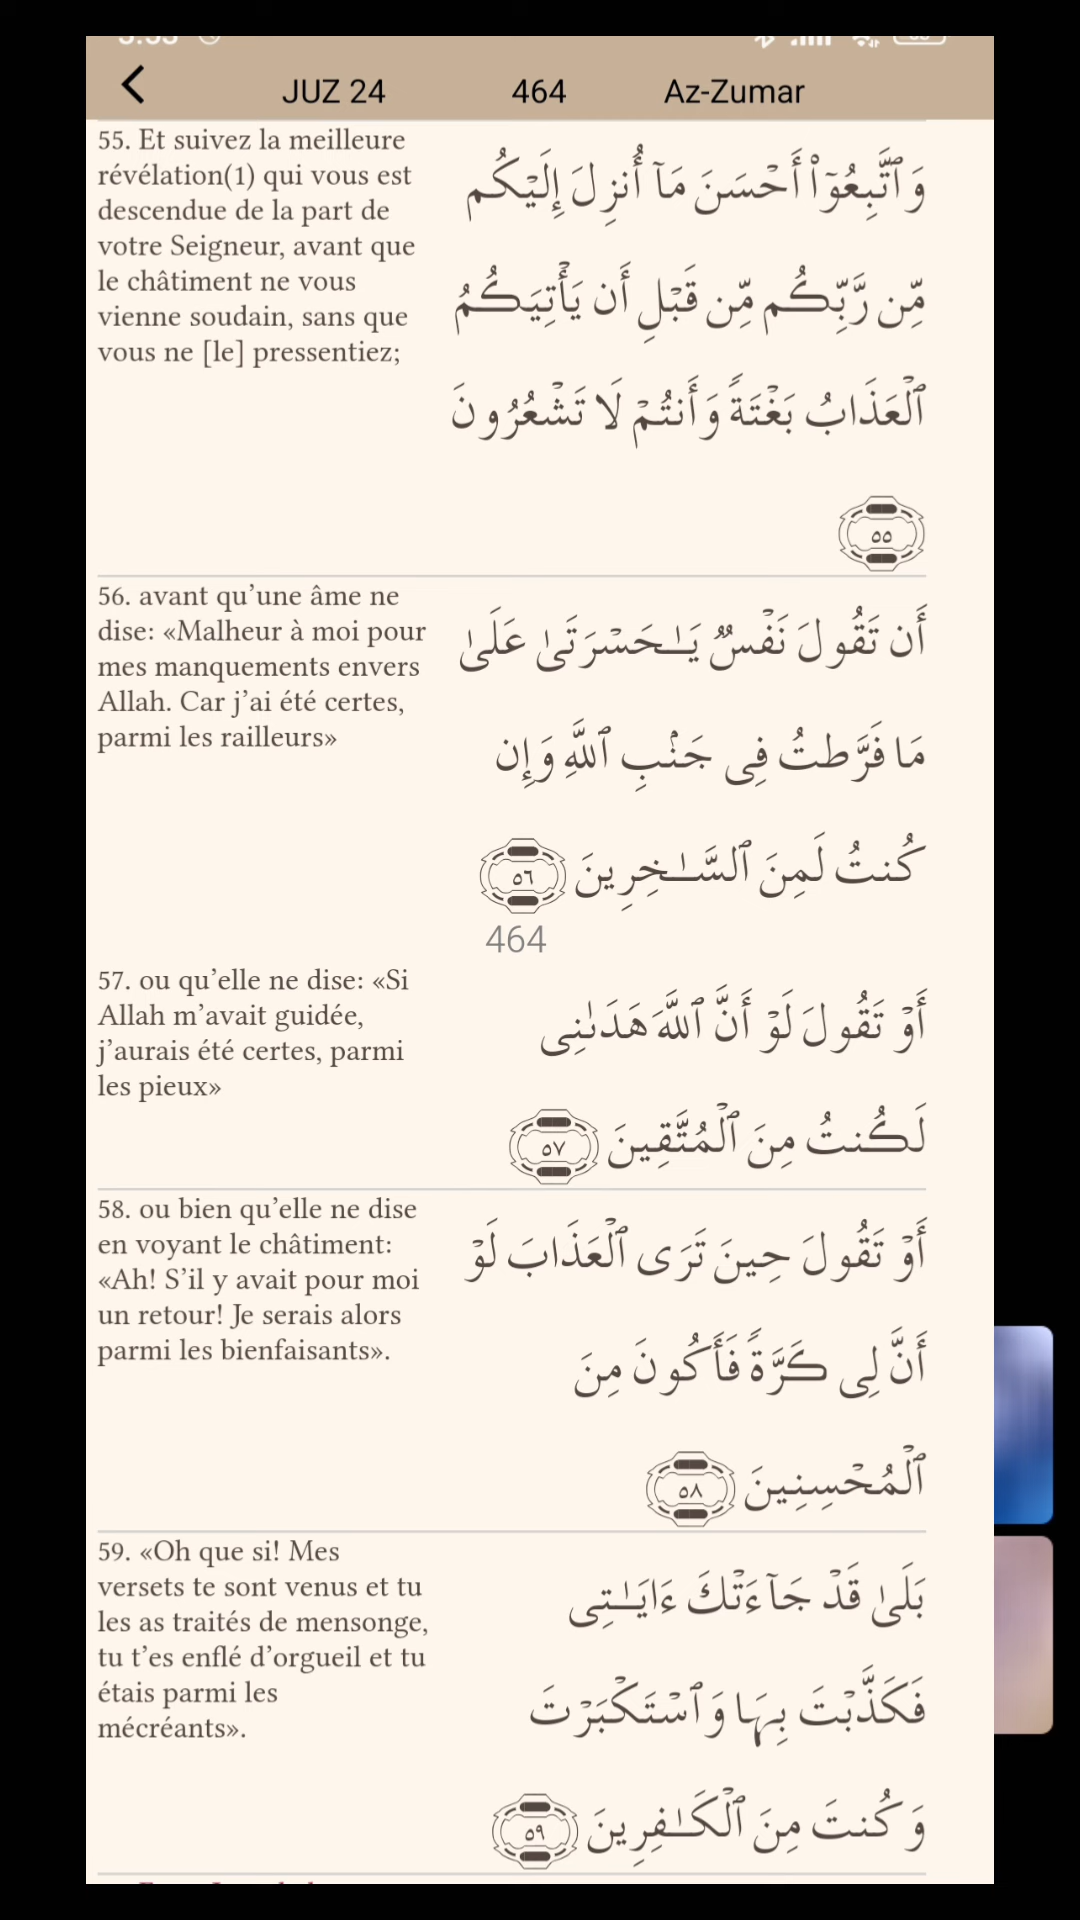 JUZ 24 464 Az-Zumar
55. Et suivez la meilleure
révélation(1) qui vous est
descendue de la part de
votre Seigneur, avant que
le châtiment ne vous
vienne soudain, sans que
vous ne [le] pressentiez;
وَٱتَّبِعُوٓا۟ أَحْسَنَ مَآ أُنزِلَ إِلَيْكُم
مِّن رَّبِّكُم مِّن قَبْلِ أَن يَأْتِيَكُمُ
ٱلْعَذَابُ بَغْتَةً وَأَنتُمْ لَا تَشْعُرُونَ
٥٥
56. avant qu’une âme ne
dise: «Malheur à moi pour
mes manquements envers
Allah. Car j’ai été certes,
parmi les railleurs»
أَن تَقُولَ نَفْسٌ يَـٰحَسْرَتَىٰ عَلَىٰ
مَا فَرَّطتُ فِى جَنۢبِ ٱللَّهِ وَإِن
كُنتُ لَمِنَ ٱلسَّـٰخِرِينَ ٥٦
464
57. ou qu’elle ne dise: «Si
Allah m’avait guidée,
j’aurais été certes, parmi
les pieux»
أَوْ تَقُولَ لَوْ أَنَّ ٱللَّهَ هَدَىٰنِى
لَكُنتُ مِنَ ٱلْمُتَّقِينَ ٥٧
58. ou bien qu’elle ne dise
en voyant le châtiment:
«Ah! S’il y avait pour moi
un retour! Je serais alors
parmi les bienfaisants».
أَوْ تَقُولَ حِينَ تَرَى ٱلْعَذَابَ لَوْ
أَنَّ لِى كَرَّةً فَأَكُونَ مِنَ
ٱلْمُحْسِنِينَ ٥٨
59. «Oh que si! Mes
versets te sont venus et tu
les as traités de mensonge,
tu t’es enflé d’orgueil et tu
étais parmi les
mécréants».
بَلَىٰ قَدْ جَآءَتْكَ ءَايَـٰتِى
فَكَذَّبْتَ بِهَا وَٱسْتَكْبَرْتَ
وَكُنتَ مِنَ ٱلْكَـٰفِرِينَ ٥٩